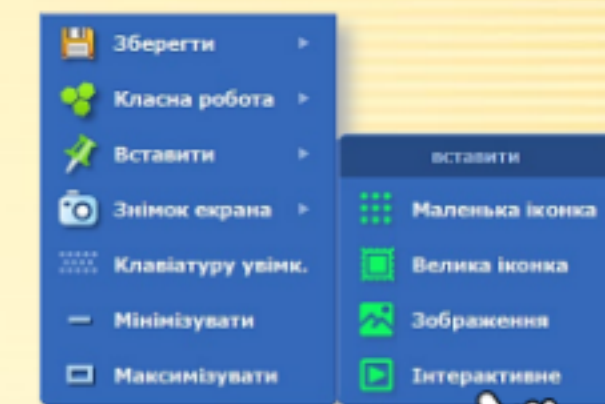 Зберегти
Класна робота
Вставити
Знімок екрана
Клавіатуру увімк.
Мінімізувати
Максимізувати
вставити
Маленька іконка
Велика іконка
Зображення
Інтерактивне